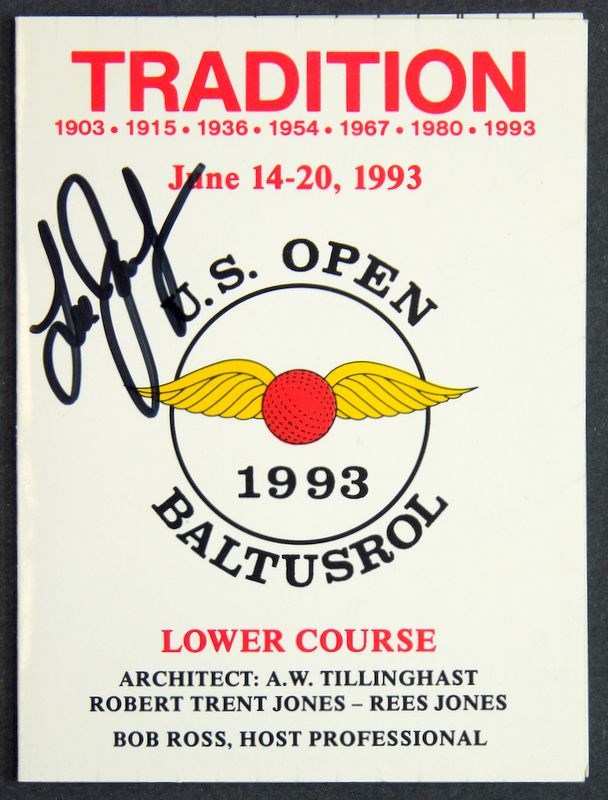 TRADITION
1903 • 1915 • 1936 • 1954 • 1967 • 1980 • 1993
June 14-20, 1993
U.S. OPEN
1993
BALTUSROL
LOWER COURSE
ARCHITECT: A.W. TILLINGHAST
ROBERT TRENT JONES – REES JONES
BOB ROSS, HOST PROFESSIONAL